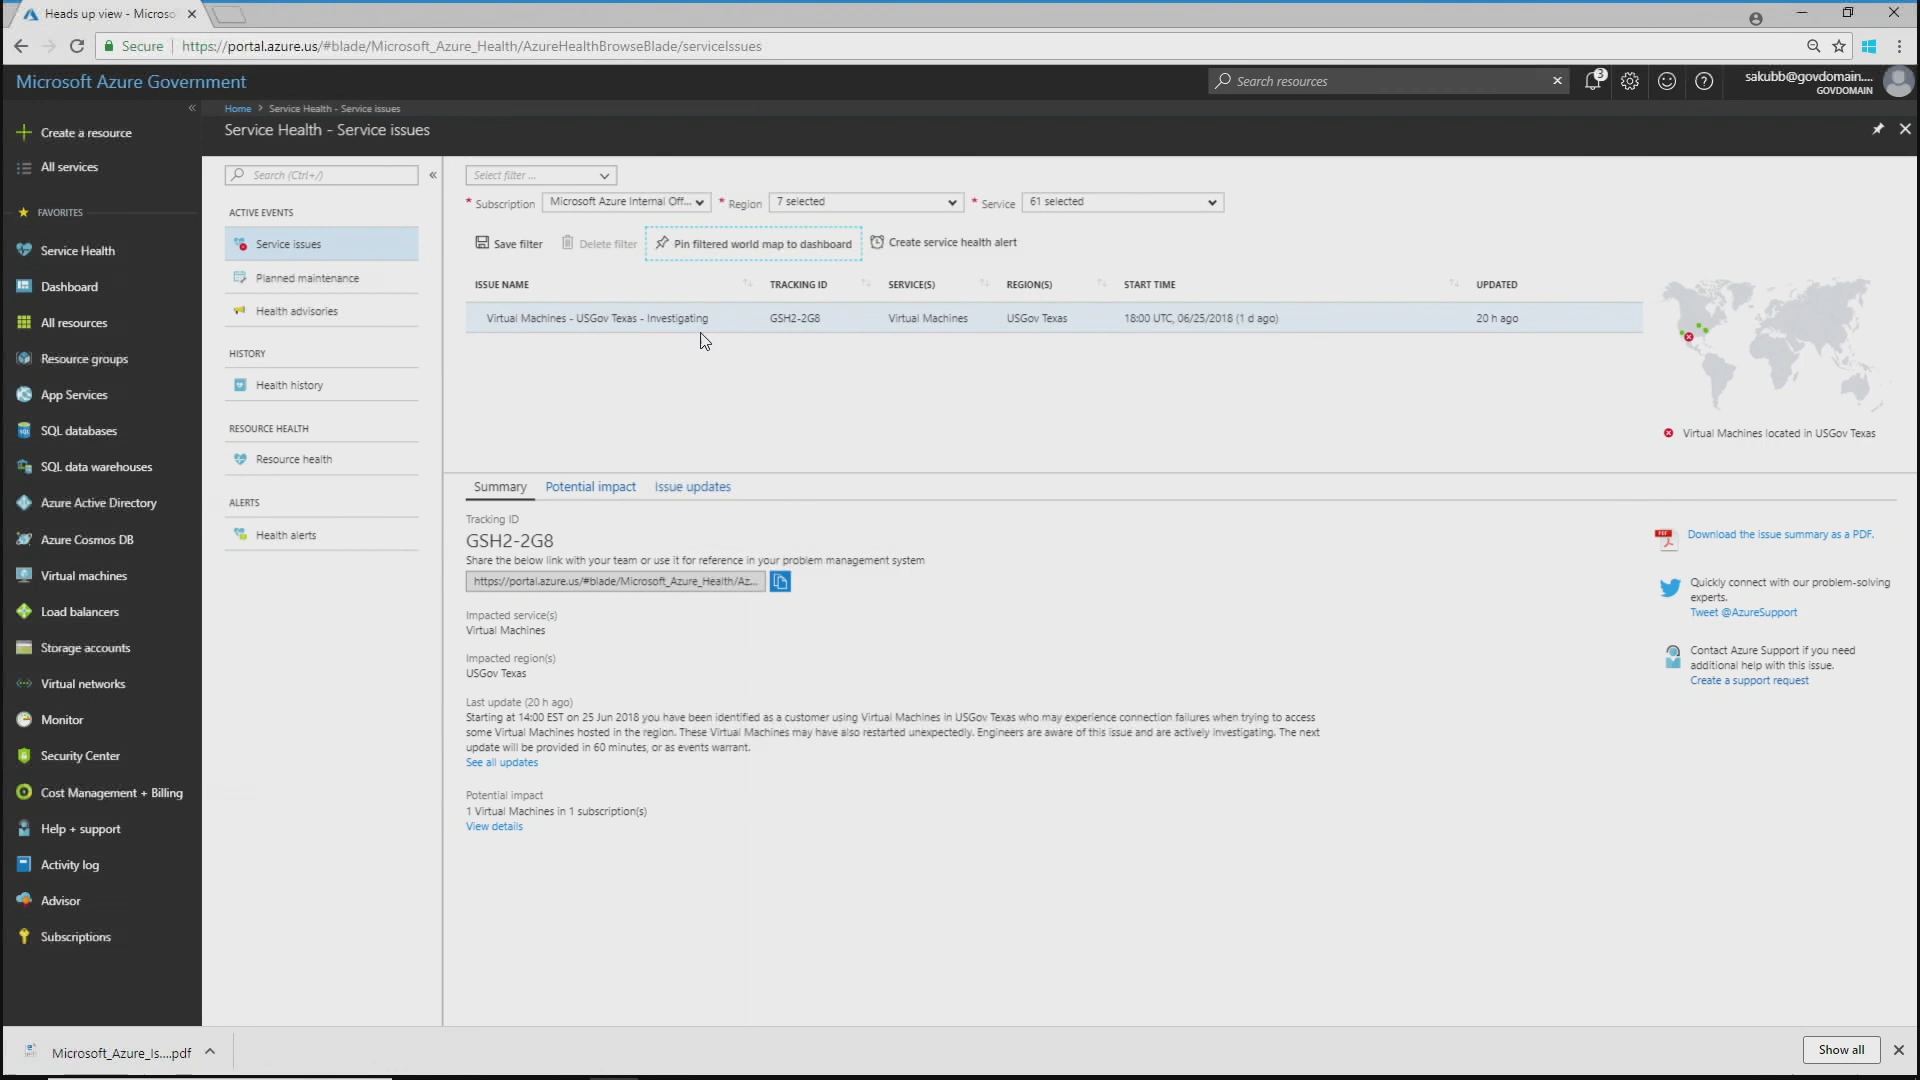 Heads up view - Microso
Secure
https://portal.azure.us/#blade/Microsoft_Azure_Health/AzureHealthBrowseBlade/serviceIssues
Microsoft Azure Government
Search resources
3
sakubb@govdomain....
GOVDOMAIN
Home > Service Health - Service issues
Service Health - Service issues
Create a resource
All services
FAVORITES
Service Health
Dashboard
All resources
Resource groups
App Services
SQL databases
SQL data warehouses
Azure Active Directory
Azure Cosmos DB
Virtual machines
Load balancers
Storage accounts
Virtual networks
Monitor
Security Center
Cost Management + Billing
Help + support
Activity log
Advisor
Subscriptions
Search (Ctrl+/)
ACTIVE EVENTS
Service issues
Planned maintenance
Health advisories
HISTORY
Health history
RESOURCE HEALTH
Resource health
ALERTS
Health alerts
Select filter ...
* Subscription Microsoft Azure Internal Off... * Region 7 selected * Service 61 selected
Save filter Delete filter Pin filtered world map to dashboard Create service health alert
ISSUE NAME TRACKING ID SERVICE(S) REGION(S) START TIME UPDATED
Virtual Machines - USGov Texas - Investigating GSH2-2G8 Virtual Machines USGov Texas 18:00 UTC, 06/25/2018 (1 d ago) 20 h ago
Virtual Machines located in USGov Texas
Summary Potential impact Issue updates
Tracking ID
GSH2-2G8
Share the below link with your team or use it for reference in your problem management system
https://portal.azure.us/#blade/Microsoft_Azure_Health/Az...
Impacted service(s)
Virtual Machines
Impacted region(s)
USGov Texas
Last update (20 h ago)
Starting at 14:00 EST on 25 Jun 2018 you have been identified as a customer using Virtual Machines in USGov Texas who may experience connection failures when trying to access
some Virtual Machines hosted in the region. These Virtual Machines may have also restarted unexpectedly. Engineers are aware of this issue and are actively investigating. The next
update will be provided in 60 minutes, or as events warrant.
See all updates
Potential impact
1 Virtual Machines in 1 subscription(s)
View details
Download the issue summary as a PDF.
Quickly connect with our problem-solving
experts.
Tweet @AzureSupport
Contact Azure Support if you need
additional help with this issue.
Create a support request
Microsoft_Azure_Is....pdf
Show all